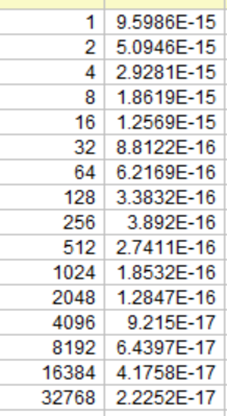 1 9.5986E-15
2 5.0946E-15
4 2.9281E-15
8 1.8619E-15
16 1.2569E-15
32 8.8122E-16
64 6.2169E-16
128 3.3832E-16
256 3.892E-16
512 2.7411E-16
1024 1.8532E-16
2048 1.2847E-16
4096 9.215E-17
8192 6.4397E-17
16384 4.1758E-17
32768 2.2252E-17